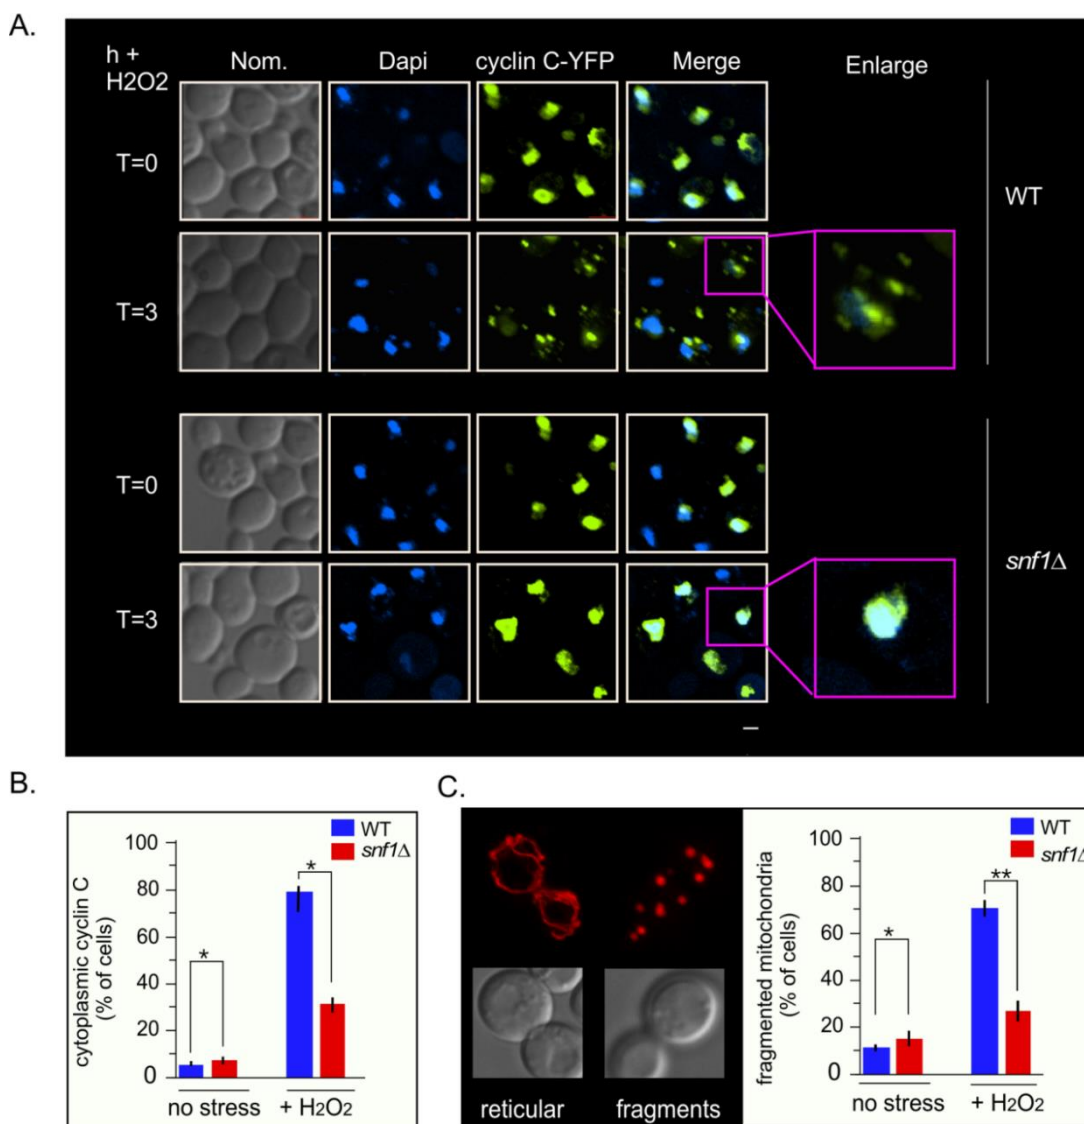 A.
h +
H2O2
Nom.
Dapi
cyclin C-YFP
Merge
Enlarge
T=0
WT
T=3
T=0
snf1Δ
T=3
B.
C.
WT
snf1Δ
cytoplasmic cyclin C
(% of cells)
100
80
60
40
20
0
*
*
no stress
+ H2O2
reticular
fragments
WT
snf1Δ
fragmented mitochondria
(% of cells)
100
80
60
40
20
0
*
**
no stress
+ H2O2